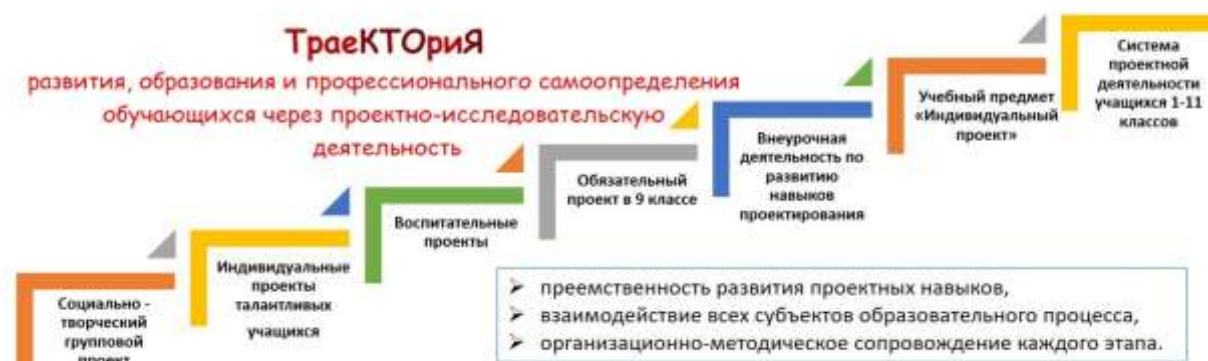 ТраеКТОриЯ
развития, образования и профессионального самоопределения
обучающихся через проектно-исследовательскую
деятельность
Социально -
творческий
групповой
проект
Индивидуальные
проекты
талантливых
учащихся
Воспитательные
проекты
Обязательный
проект в 9 классе
Внеурочная
деятельность по
развитию
навыков
проектирования
Учебный предмет
«Индивидуальный
проект»
Система
проектной
деятельности
учащихся 1-11
классов
➤ преемственность развития проектных навыков,
➤ взаимодействие всех субъектов образовательного процесса,
➤ организационно-методическое сопровождение каждого этапа.